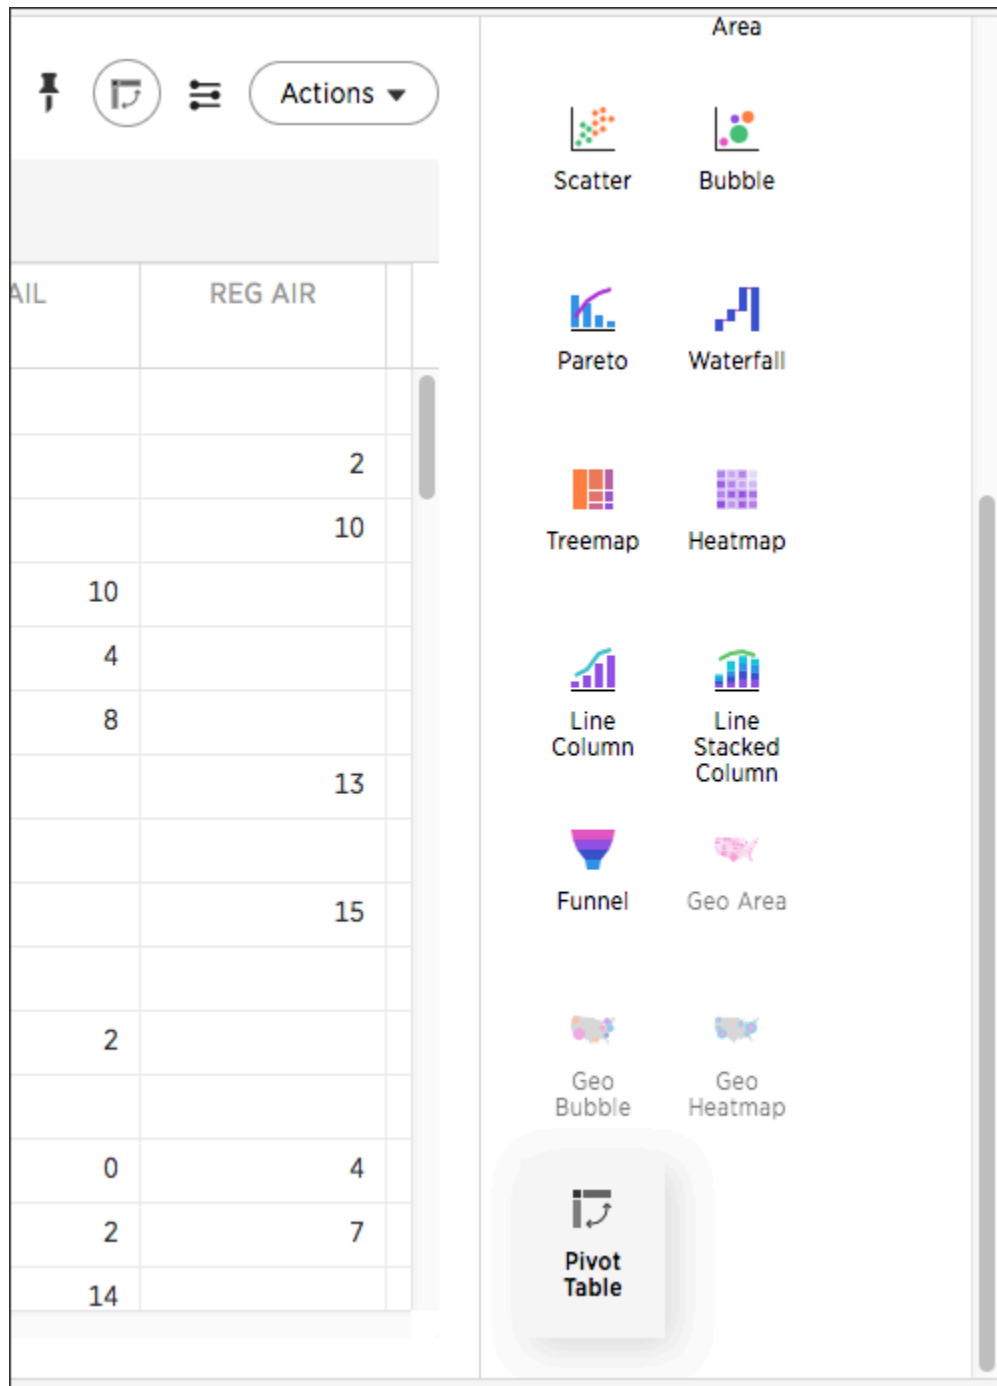 Actions
AIL REG AIR
2
10
10
4
8
13
15
2
0 4
2 7
14
Area
Scatter Bubble
Pareto Waterfall
Treemap Heatmap
Line Line
Column Stacked
Column
Funnel Geo Area
Geo Geo
Bubble Heatmap
Pivot
Table